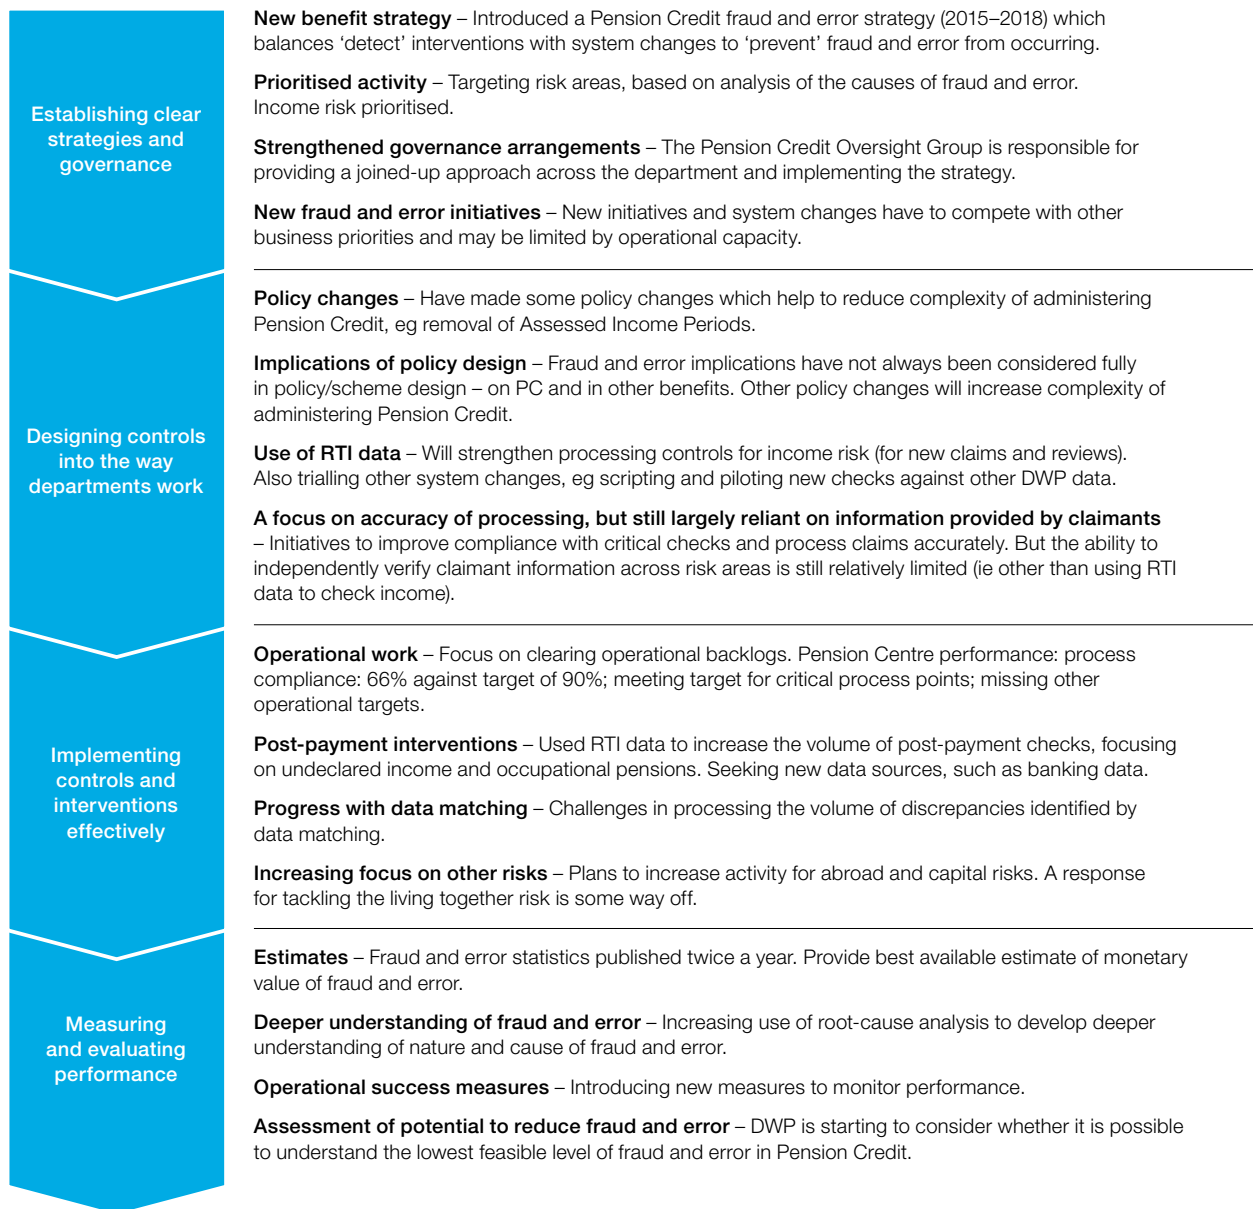 Establishing clear
strategies and
governance
New benefit strategy – Introduced a Pension Credit fraud and error strategy (2015–2018) which
balances ‘detect’ interventions with system changes to ‘prevent’ fraud and error from occurring.
Prioritised activity – Targeting risk areas, based on analysis of the causes of fraud and error.
Income risk prioritised.
Strengthened governance arrangements – The Pension Credit Oversight Group is responsible for
providing a joined-up approach across the department and implementing the strategy.
New fraud and error initiatives – New initiatives and system changes have to compete with other
business priorities and may be limited by operational capacity.
Designing controls
into the way
departments work
Policy changes – Have made some policy changes which help to reduce complexity of administering
Pension Credit, eg removal of Assessed Income Periods.
Implications of policy design – Fraud and error implications have not always been considered fully
in policy/scheme design – on PC and in other benefits. Other policy changes will increase complexity of
administering Pension Credit.
Use of RTI data – Will strengthen processing controls for income risk (for new claims and reviews).
Also trialling other system changes, eg scripting and piloting new checks against other DWP data.
A focus on accuracy of processing, but still largely reliant on information provided by claimants
– Initiatives to improve compliance with critical checks and process claims accurately. But the ability to
independently verify claimant information across risk areas is still relatively limited (ie other than using RTI
data to check income).
Implementing
controls and
interventions
effectively
Operational work – Focus on clearing operational backlogs. Pension Centre performance: process
compliance: 66% against target of 90%; meeting target for critical process points; missing other
operational targets.
Post-payment interventions – Used RTI data to increase the volume of post-payment checks, focusing
on undeclared income and occupational pensions. Seeking new data sources, such as banking data.
Progress with data matching – Challenges in processing the volume of discrepancies identified by
data matching.
Increasing focus on other risks – Plans to increase activity for abroad and capital risks. A response
for tackling the living together risk is some way off.
Measuring
and evaluating
performance
Estimates – Fraud and error statistics published twice a year. Provide best available estimate of monetary
value of fraud and error.
Deeper understanding of fraud and error – Increasing use of root-cause analysis to develop deeper
understanding of nature and cause of fraud and error.
Operational success measures – Introducing new measures to monitor performance.
Assessment of potential to reduce fraud and error – DWP is starting to consider whether it is possible
to understand the lowest feasible level of fraud and error in Pension Credit.